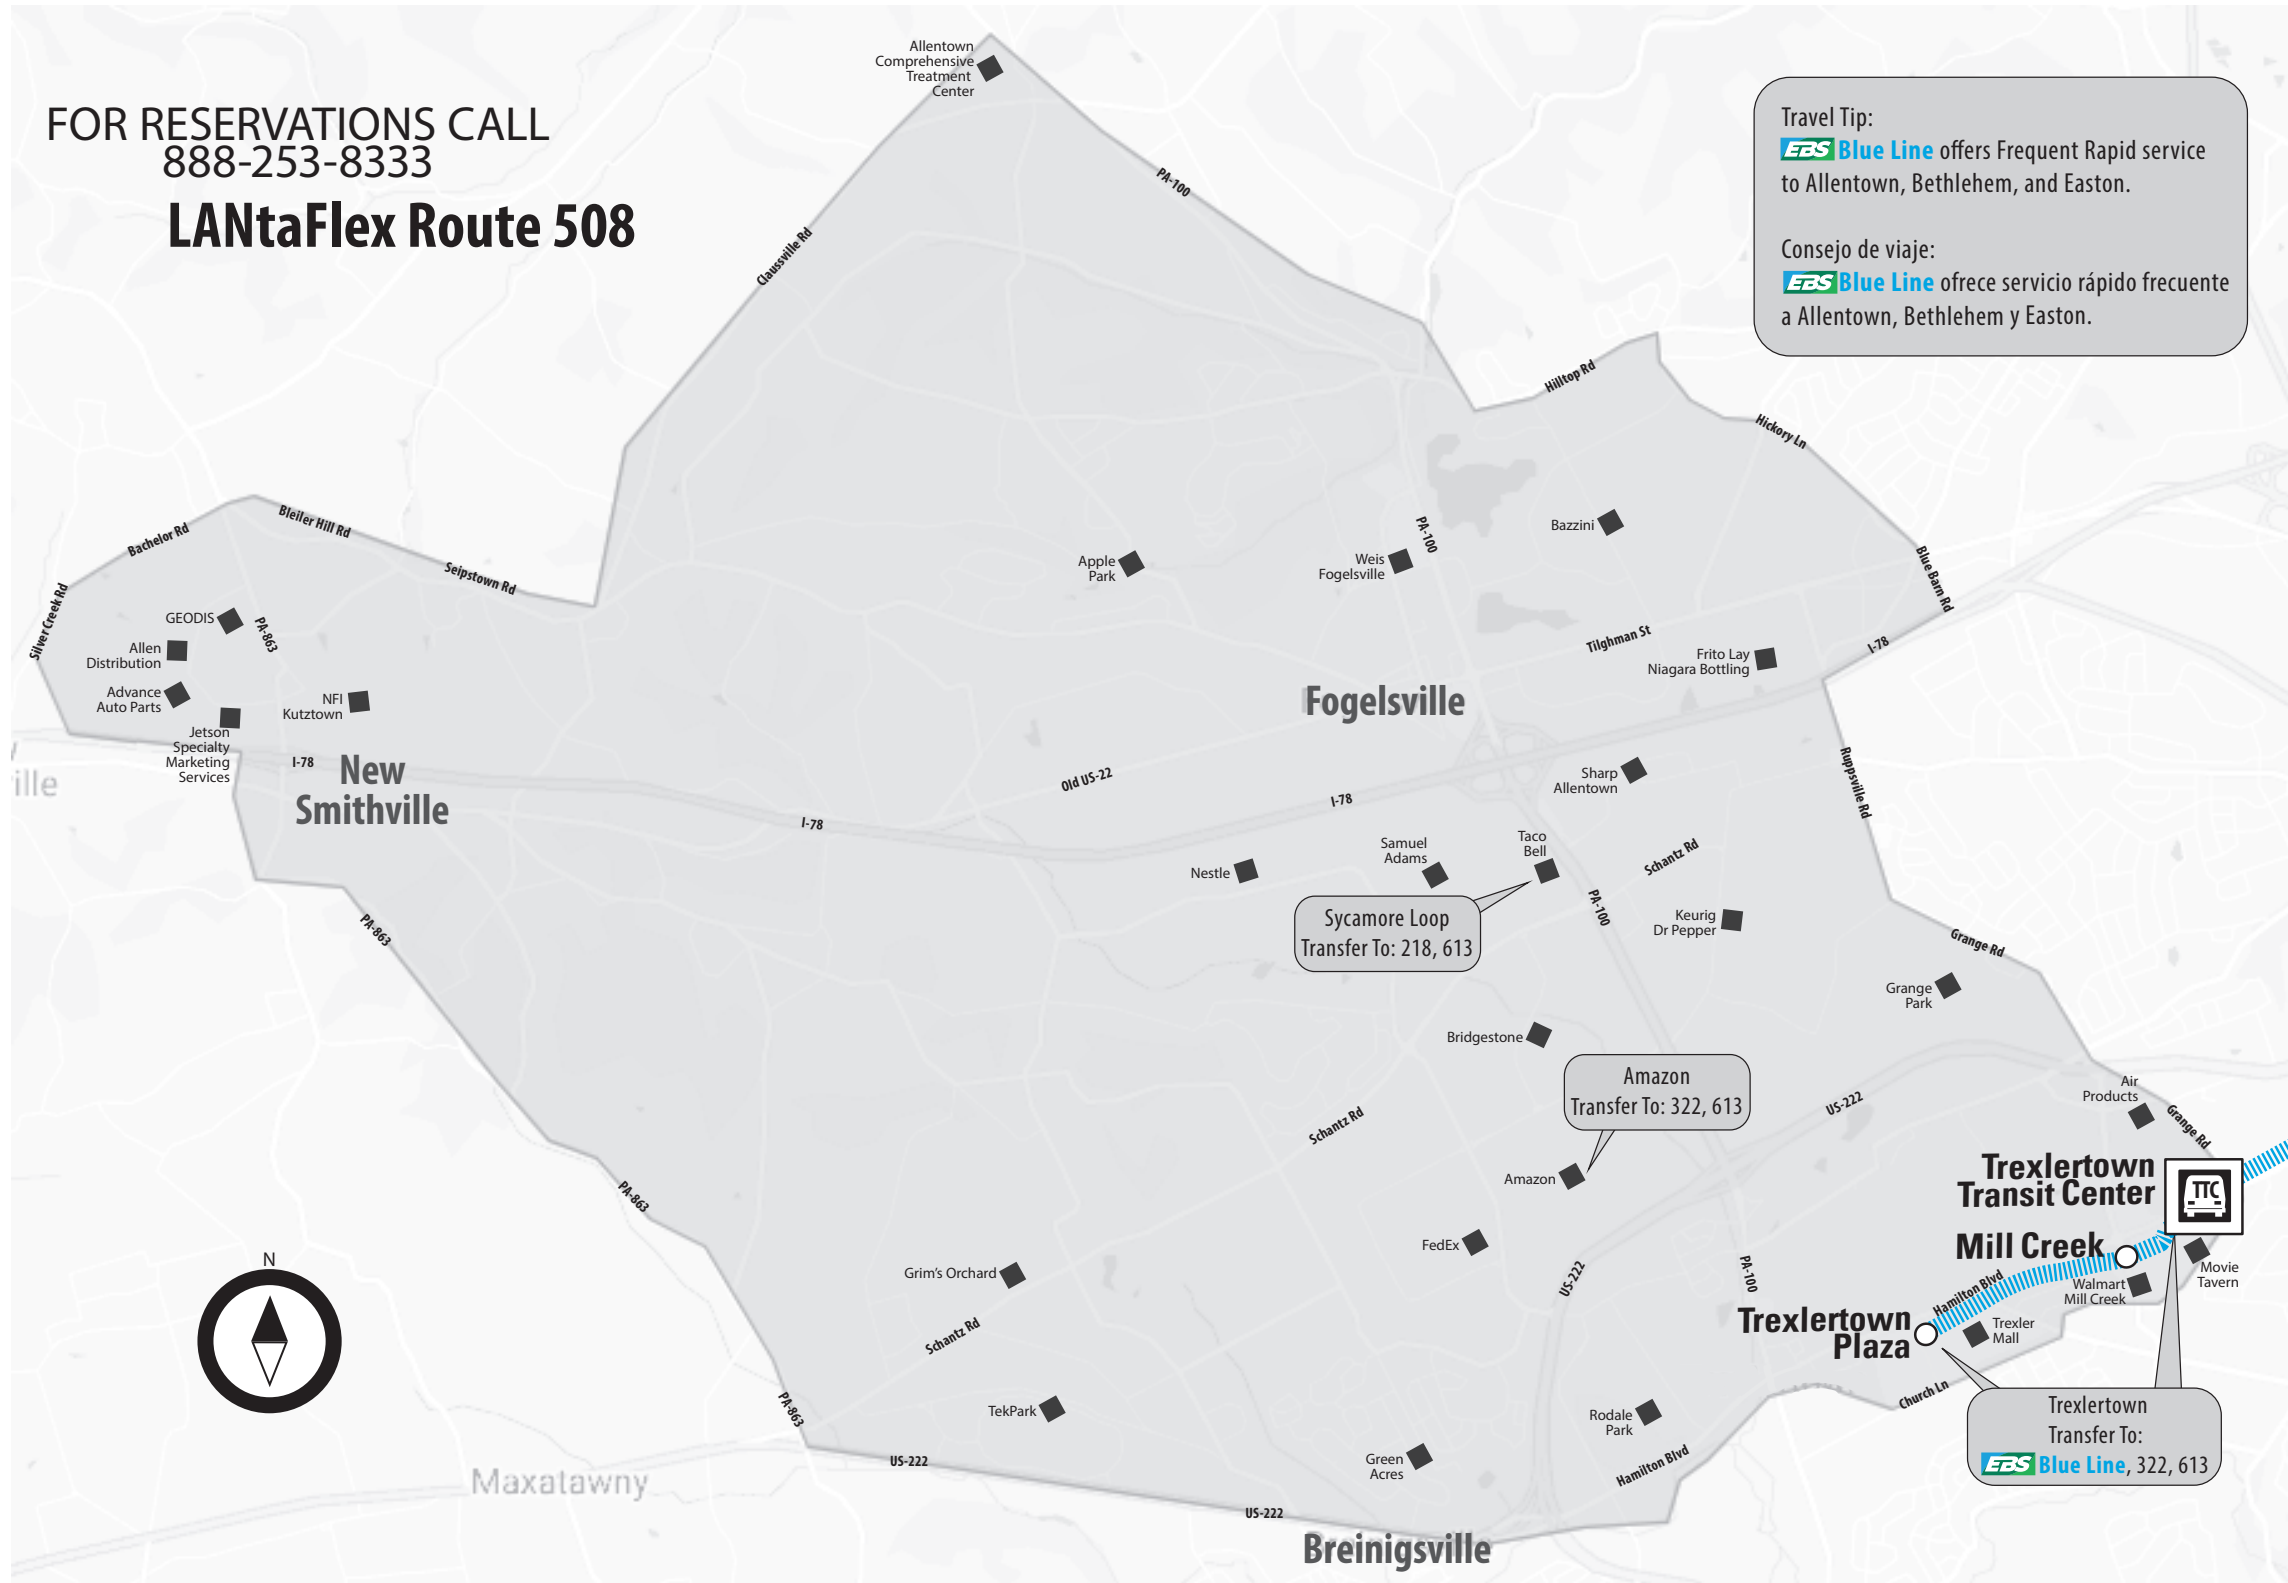 FOR RESERVATIONS CALL
888-253-8333
LANtaFlex Route 508
Allentown
Comprehensive
Treatment
Center
Travel Tip:
EBS Blue Line offers Frequent Rapid service
to Allentown, Bethlehem, and Easton.
Consejo de viaje:
EBS Blue Line ofrece servicio rápido frecuente
a Allentown, Bethlehem y Easton.
PA-100
Claussville Rd
Hilltop Rd
Hickory Ln
Bachelor Rd
Bleiler Hill Rd
Seipstown Rd
Silver Creek Rd
Blue Barn Rd
PA-100
Bazzini
Weis
Fogelsville
Apple
Park
GEODIS
PA-863
Allen
Distribution
Advance
Auto Parts
NFI
Kutztown
Jetson
Specialty
Marketing
Services
Tilghman St
Frito Lay
Niagara Bottling
I-78
Fogelsville
I-78
New
Smithville
ille
Old US-22
I-78
I-78
Sharp
Allentown
Ruppsville Rd
Nestle
Samuel
Adams
Taco
Bell
Schantz Rd
Sycamore Loop
Transfer To: 218, 613
PA-100
Keurig
Dr Pepper
PA-863
Grange Rd
Grange
Park
Bridgestone
Amazon
Transfer To: 322, 613
US-222
Schantz Rd
Air
Products
Grange Rd
Amazon
Trexlertown
Transit Center
TTC
PA-863
FedEx
Mill Creek
US-222
PA-100
Movie
Tavern
Walmart
Mill Creek
Hamilton Blvd
N
Grim's Orchard
Schantz Rd
Trexlertown
Plaza
Trexler
Mall
PA-863
TekPark
Church Ln
Rodale
Park
Trexlertown
Transfer To:
EBS Blue Line, 322, 613
US-222
Green
Acres
Hamilton Blvd
Maxatawny
US-222
Breinigsville